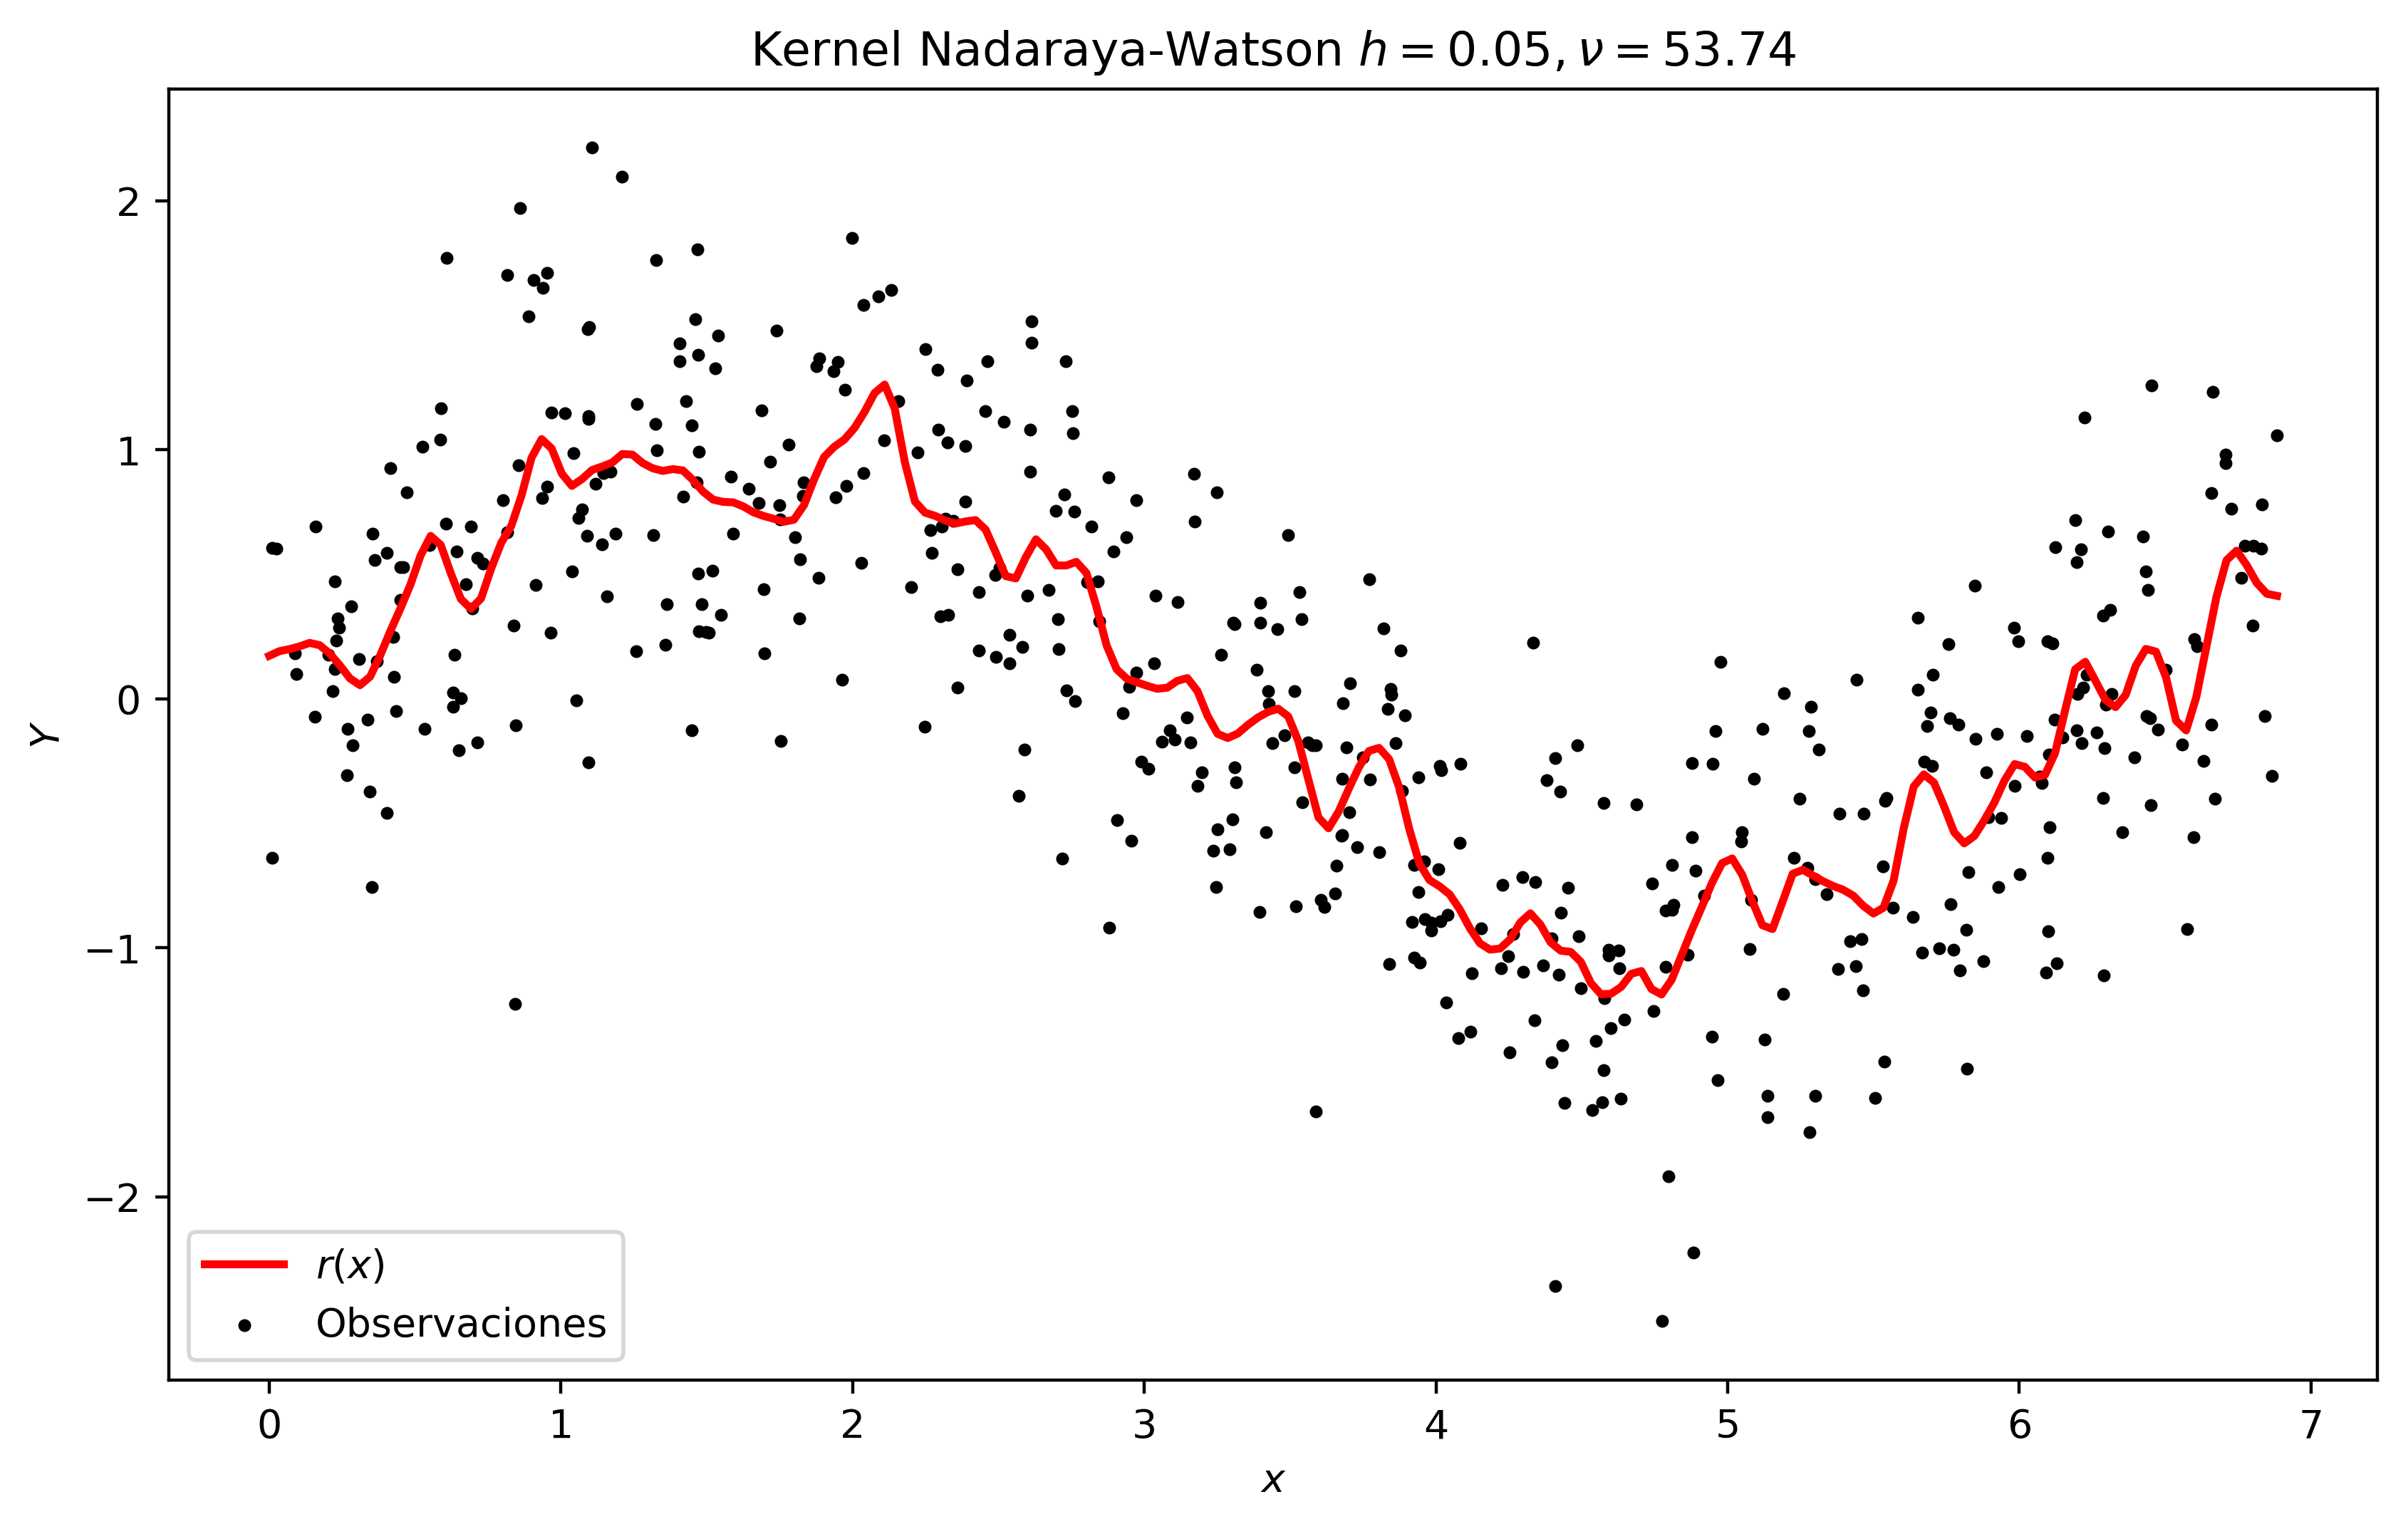 Kernel Nadaraya-Watson h = 0.05, ν = 53.74
Y
2
1
0
−1
−2
r(x)
Observaciones
0 1 2 3 4 5 6 7
x